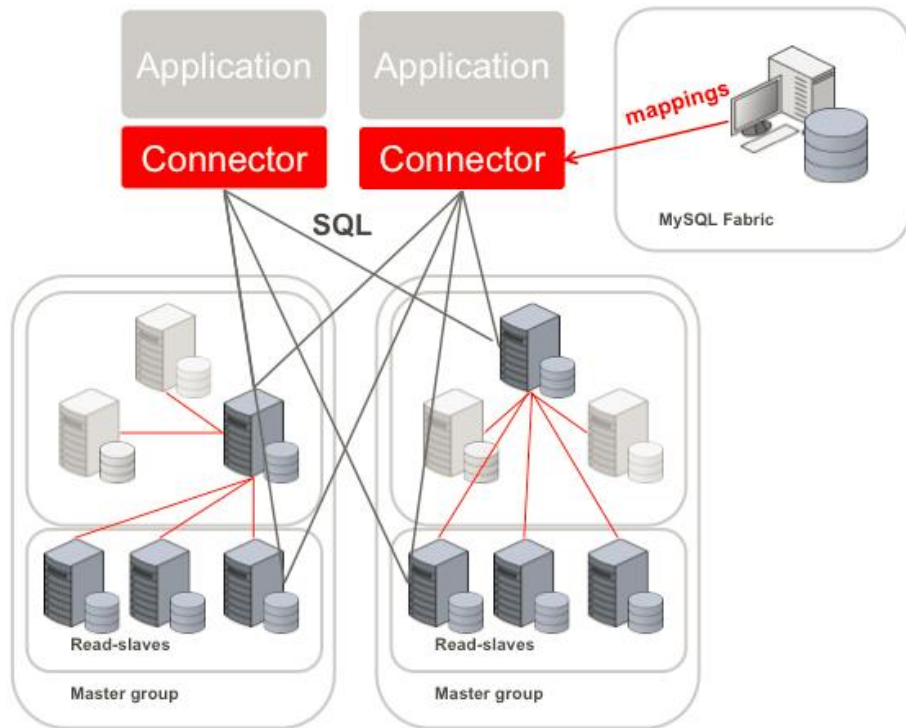 Application
Application
Connector
Connector
mappings
MySQL Fabric
SQL
Read-slaves
Master group
Read-slaves
Master group